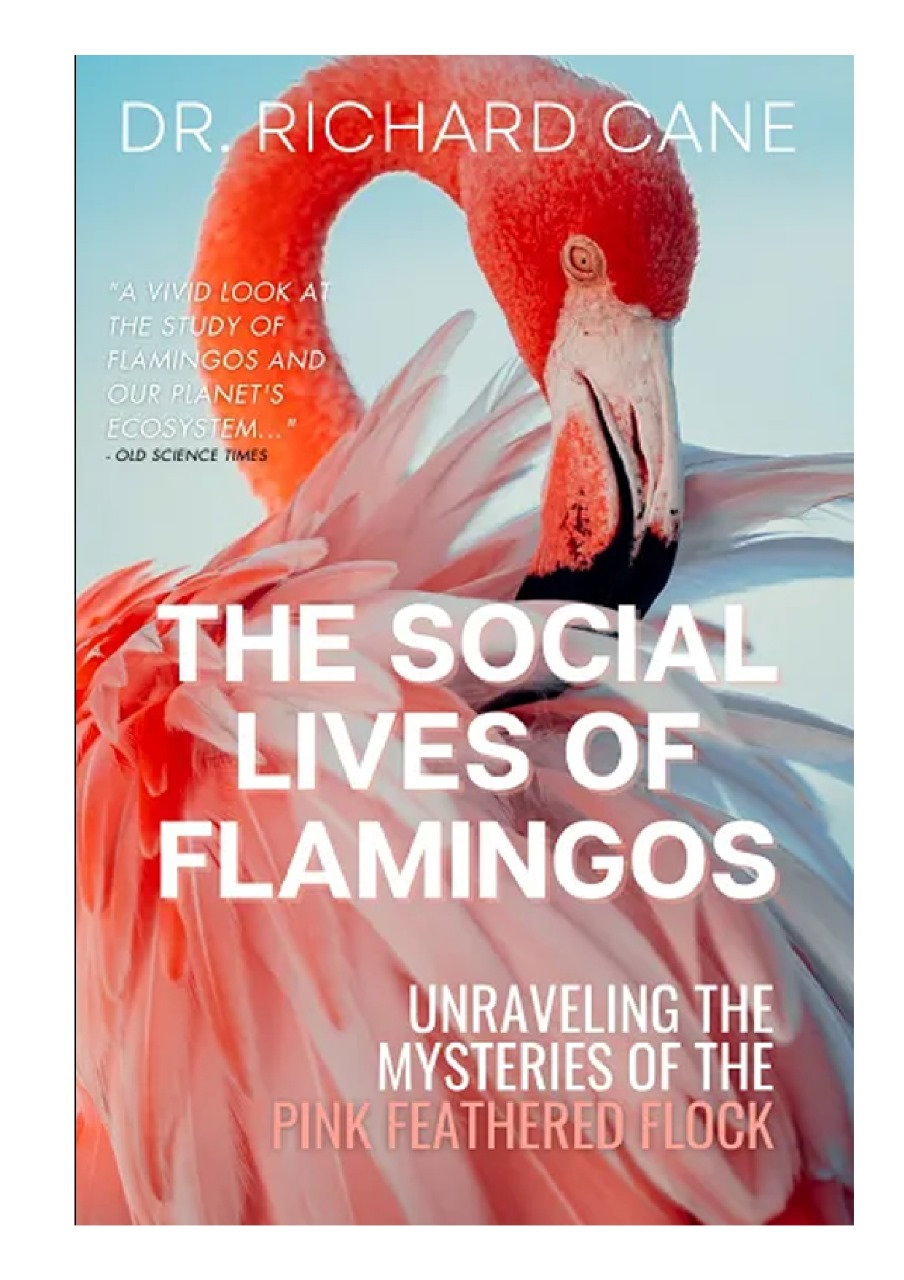 DR. RICHARD CANE
"A VIVID LOOK AT
THE STUDY OF
FLAMINGOS AND
OUR PLANET'S
ECOSYSTEM..."
- OLD SCIENCE TIMES
THE SOCIAL
LIVES OF
FLAMINGOS
UNRAVELING THE
MYSTERIES OF THE
PINK FEATHERED FLOCK